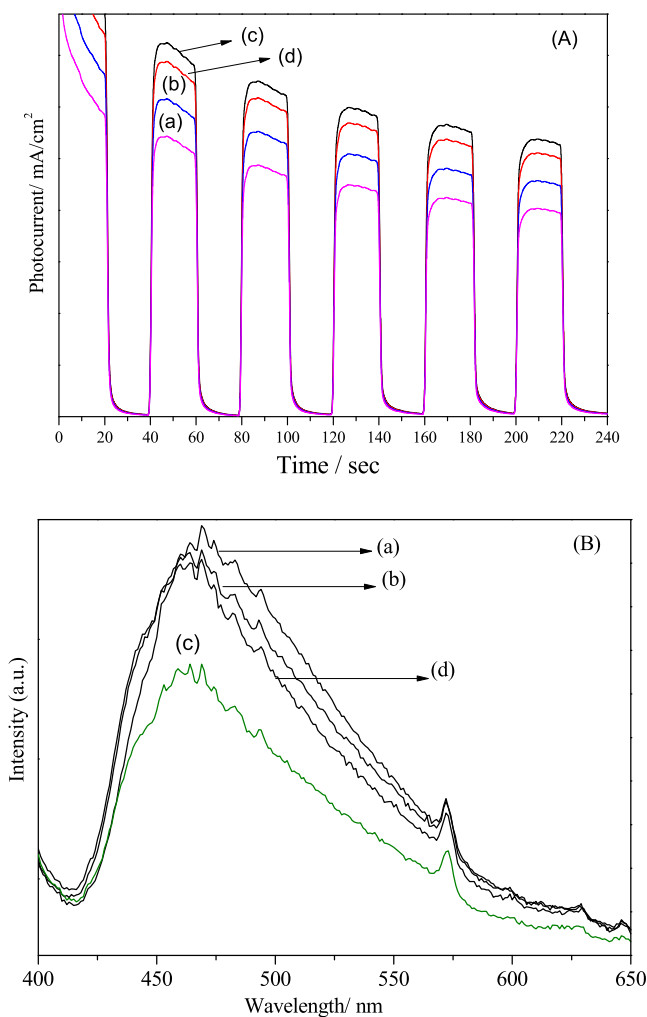 (c)
(A)
(d)
(b)
(a)
Photocurrent/ mA/cm²
0 20 40 60 80 100 120 140 160 180 200 220 240
Time / sec
(a)
(B)
(b)
(c)
(d)
Intensity (a.u.)
400 450 500 550 600 650
Wavelength/ nm